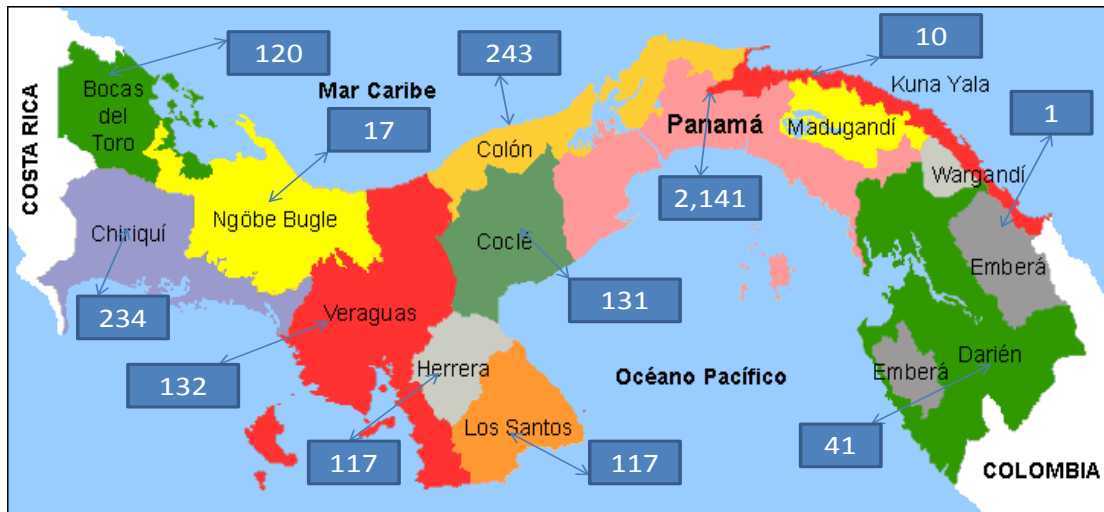 120
243
10
Kuna Yala
Bocas
del
Toro
Mar Caribe
17
COSTA RICA
Panamá
Madugandí
1
Colón
Wargandí
2,141
Chiriquí
Ngöbe Bugle
Coclé
Emberá
234
Veraguas
131
132
Herrera
Océano Pacífico
Emberá
Darién
Los Santos
117
117
41
COLOMBIA